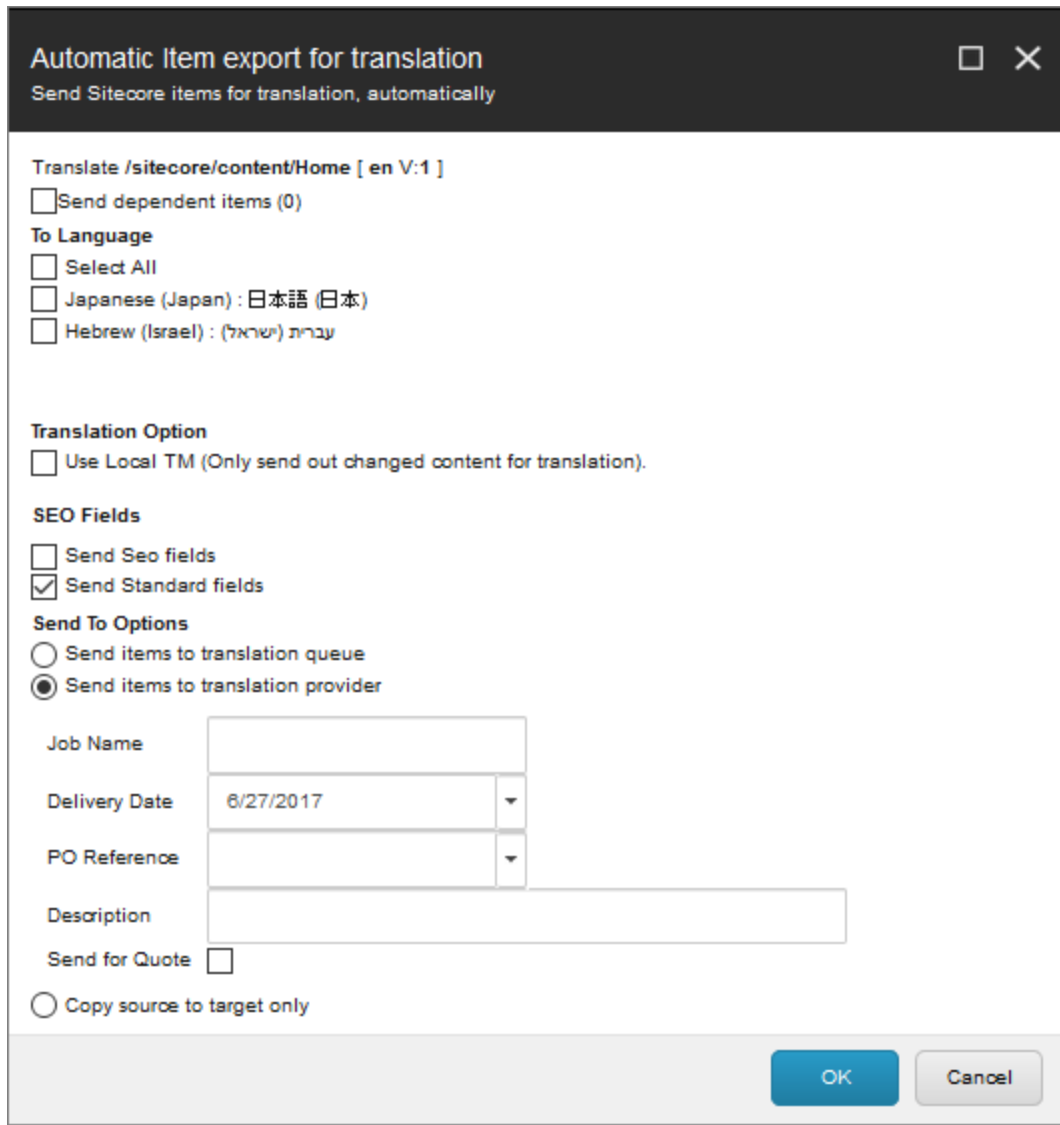 Automatic Item export for translation
Send Sitecore items for translation, automatically
Translate /sitecore/content/Home [ en V:1 ]
Send dependent items (0)
To Language
Select All
Japanese (Japan) : 日本語 (日本)
Hebrew (Israel) : עברית (ישראל)
Translation Option
Use Local TM (Only send out changed content for translation).
SEO Fields
Send Seo fields
Send Standard fields
Send To Options
Send items to translation queue
Send items to translation provider
Job Name
Delivery Date 6/27/2017
PO Reference
Description
Send for Quote
Copy source to target only
OK Cancel